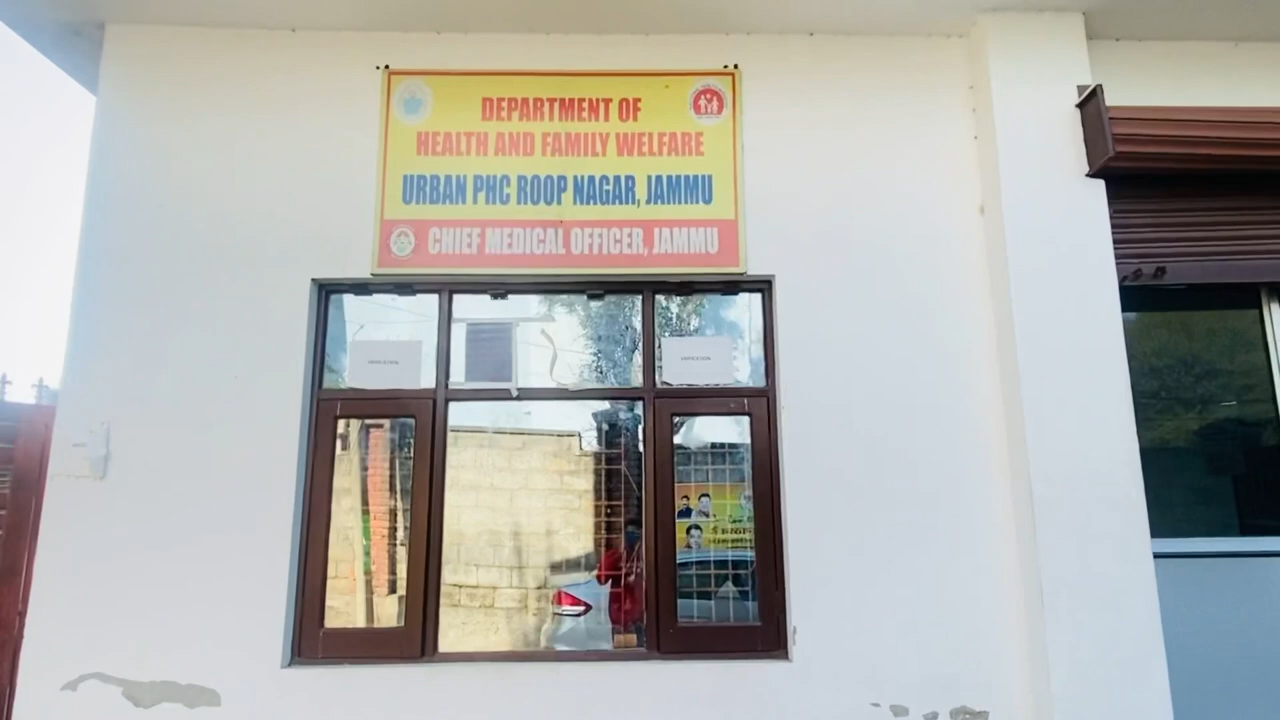 DEPARTMENT OF
HEALTH AND FAMILY WELFARE
URBAN PHC ROOP NAGAR, JAMMU
CHIEF MEDICAL OFFICER, JAMMU